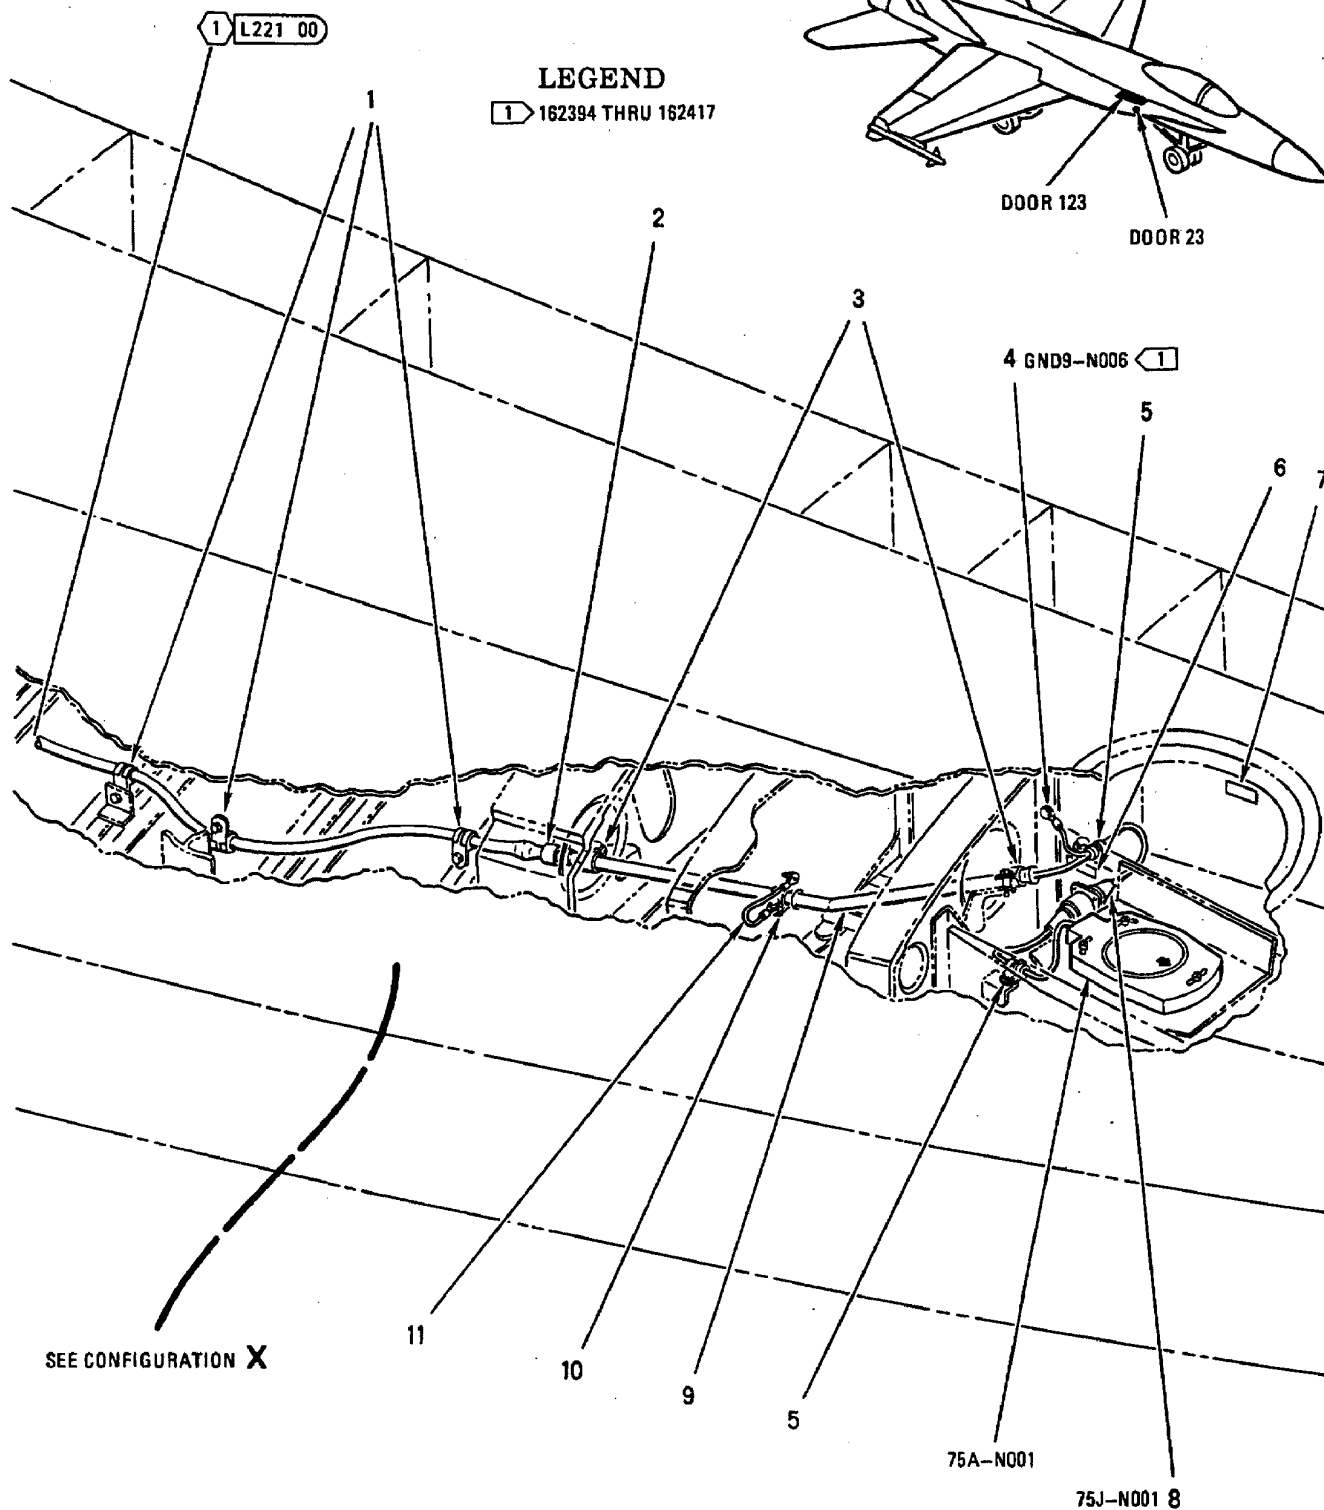 1 L221 00
LEGEND
1 162394 THRU 162417
DOOR 123
DOOR 23
1
2
3
4 GND9-N006 1
5
6
7
SEE CONFIGURATION X
11
10
9
5
75A-N001
75J-N001 8